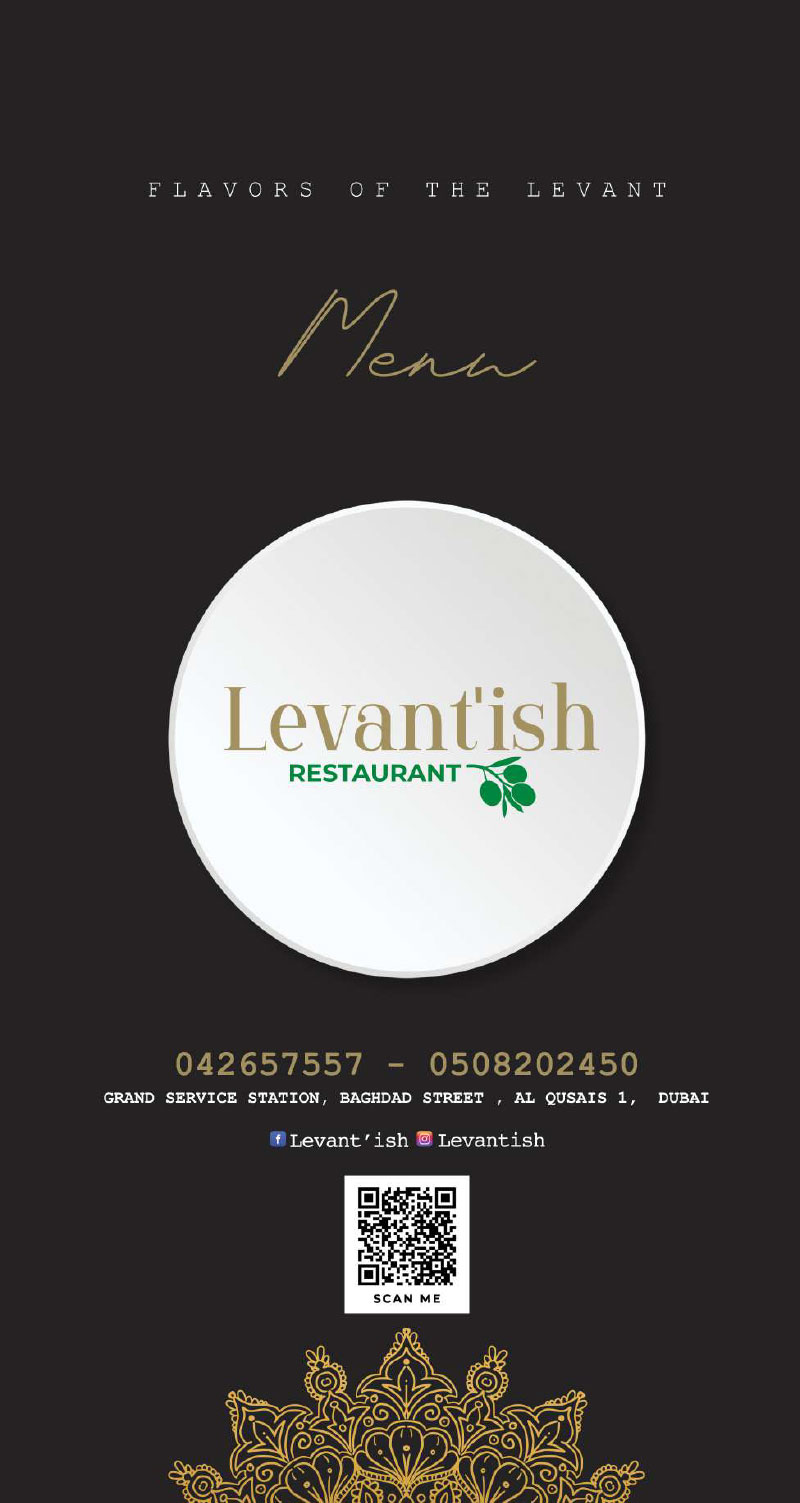 FLAVORS OF THE LEVANT
Menu
Levant'ish
RESTAURANT
042657557 - 0508202450
GRAND SERVICE STATION, BAGHDAD STREET , AL QUSAIS 1, DUBAI
Levant'ish Levantish
SCAN ME